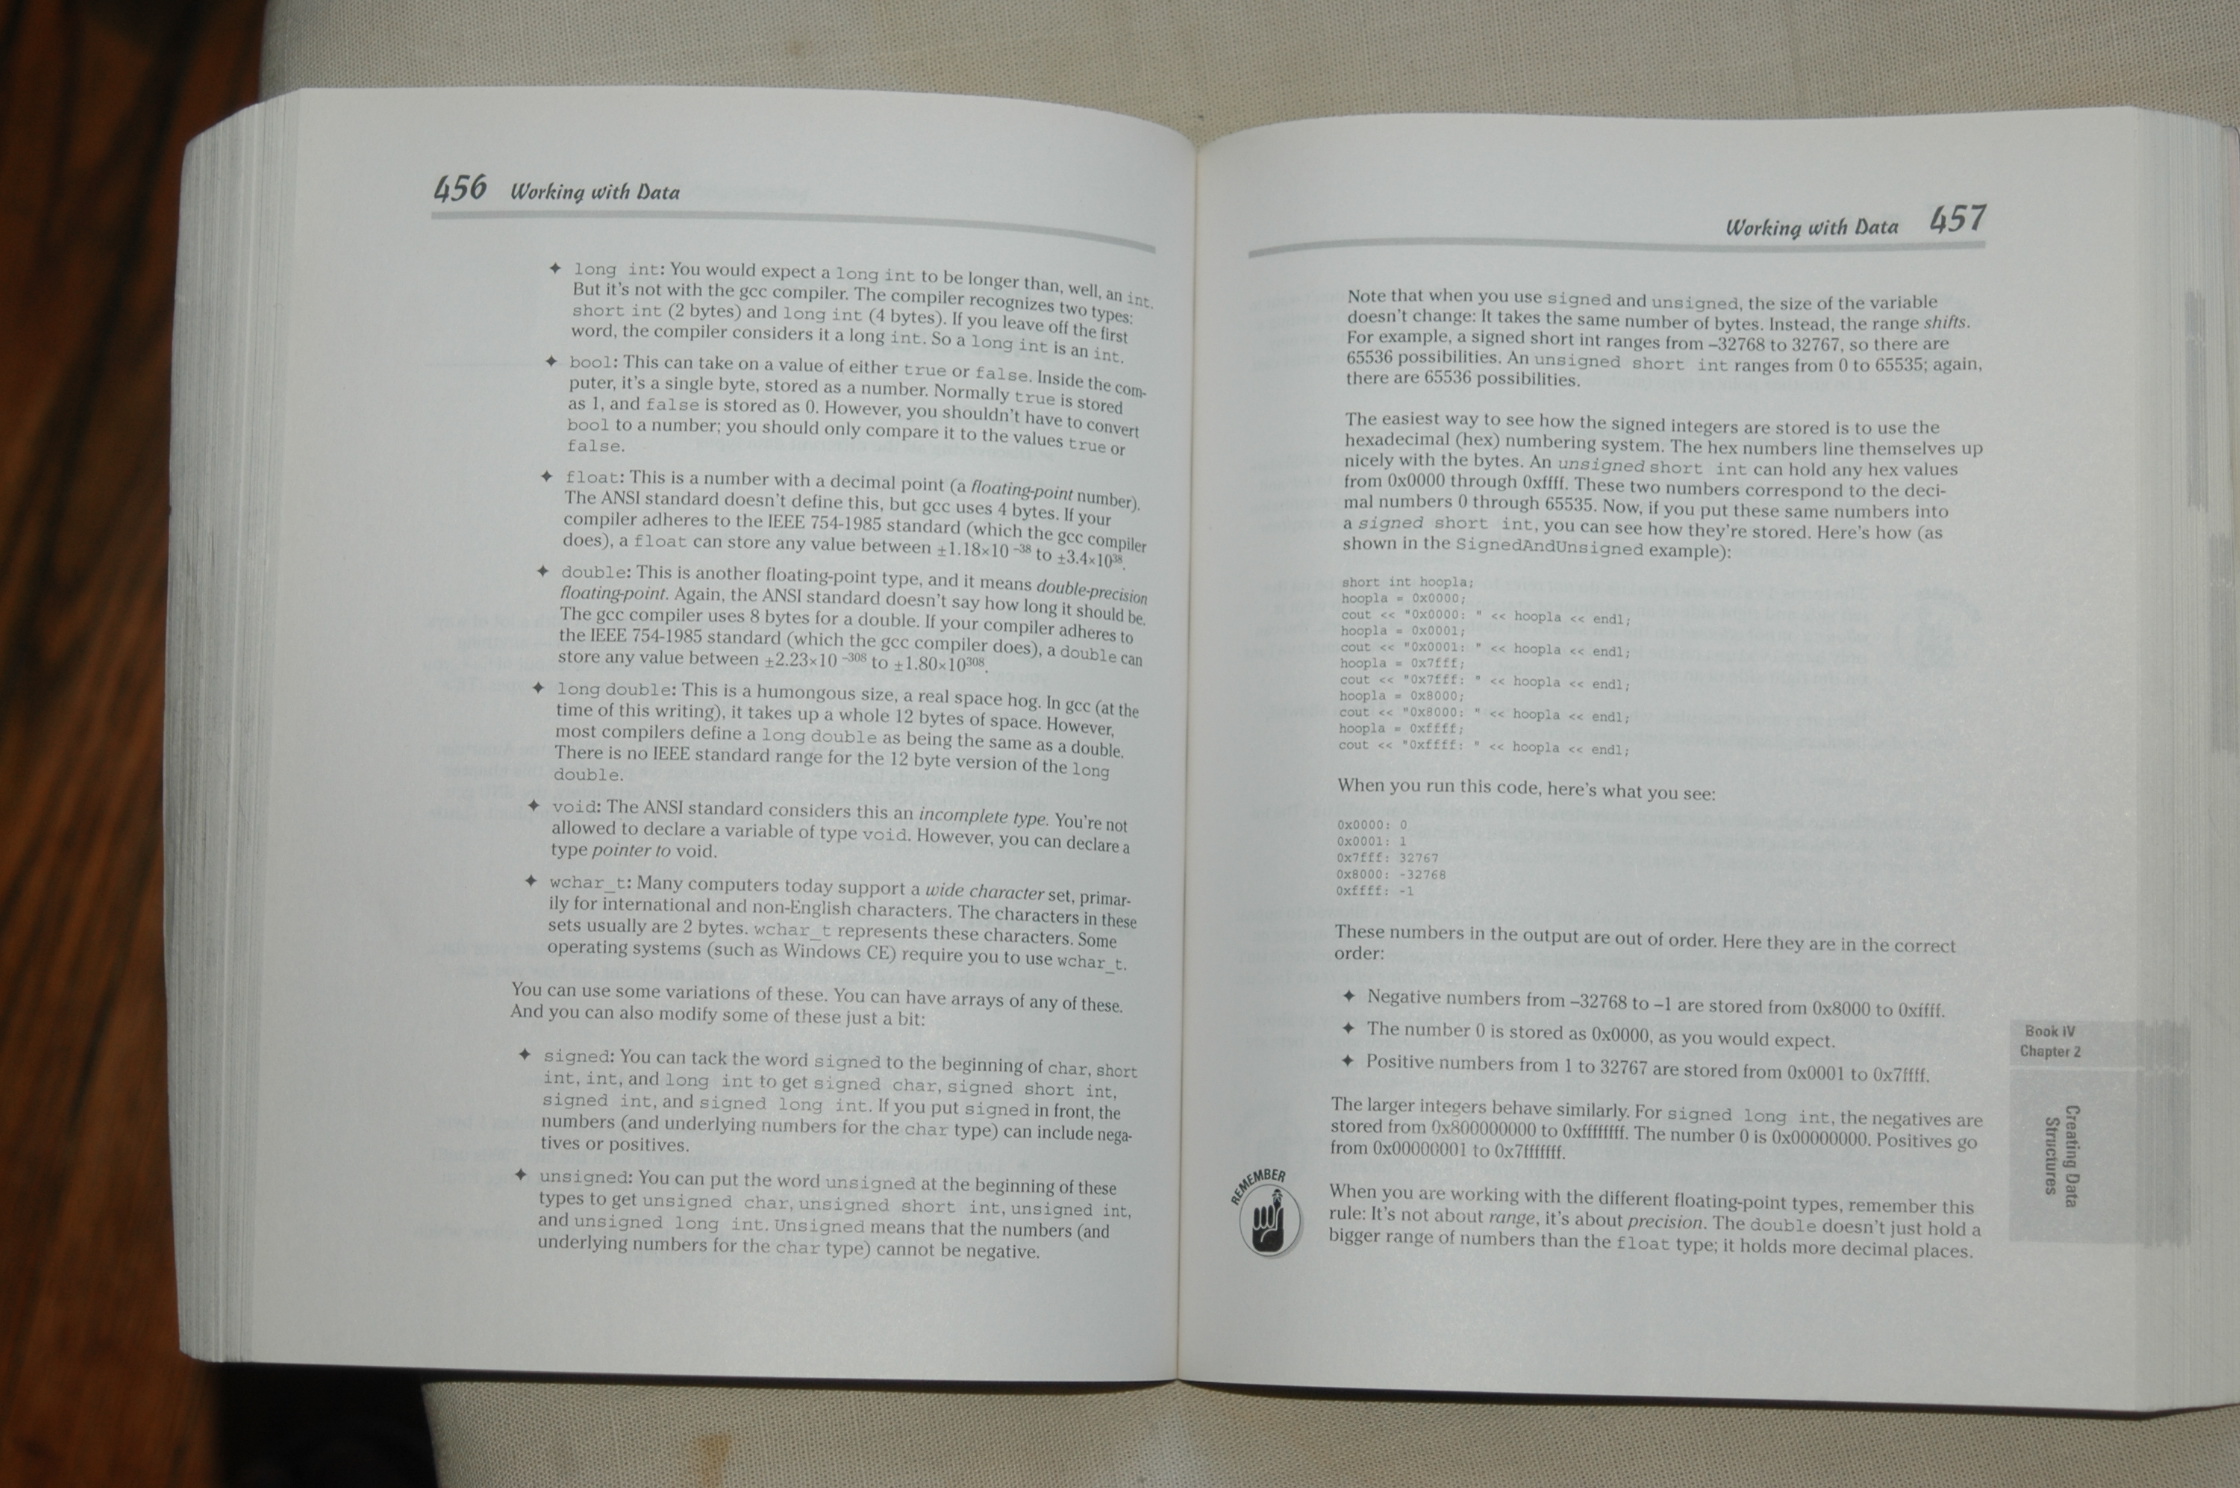 456 Working with Data
✦ long int: You would expect a long int to be longer than, well, an int.
But it's not with the gcc compiler. The compiler recognizes two types:
short int (2 bytes) and long int (4 bytes). If you leave off the first
word, the compiler considers it a long int. So a long int is an int.
✦ bool: This can take on a value of either true or false. Inside the com-
puter, it's a single byte, stored as a number. Normally true is stored
as 1, and false is stored as 0. However, you shouldn't have to convert
bool to a number; you should only compare it to the values true or
false.
✦ float: This is a number with a decimal point (a floating-point number).
The ANSI standard doesn't define this, but gcc uses 4 bytes. If your
compiler adheres to the IEEE 754-1985 standard (which the gcc compiler
does), a float can store any value between ±1.18×10 ⁻³⁸ to ±3.4×10³⁸.
✦ double: This is another floating-point type, and it means double-precision
floating-point. Again, the ANSI standard doesn't say how long it should be.
The gcc compiler uses 8 bytes for a double. If your compiler adheres to
the IEEE 754-1985 standard (which the gcc compiler does), a double can
store any value between ±2.23×10 ⁻³⁰⁸ to ±1.80×10³⁰⁸.
✦ long double: This is a humongous size, a real space hog. In gcc (at the
time of this writing), it takes up a whole 12 bytes of space. However,
most compilers define a long double as being the same as a double.
There is no IEEE standard range for the 12 byte version of the long
double.
✦ void: The ANSI standard considers this an incomplete type. You're not
allowed to declare a variable of type void. However, you can declare a
type pointer to void.
✦ wchar_t: Many computers today support a wide character set, primar-
ily for international and non-English characters. The characters in these
sets usually are 2 bytes. wchar_t represents these characters. Some
operating systems (such as Windows CE) require you to use wchar_t.
You can use some variations of these. You can have arrays of any of these.
And you can also modify some of these just a bit:
✦ signed: You can tack the word signed to the beginning of char, short
int, int, and long int to get signed char, signed short int,
signed int, and signed long int. If you put signed in front, the
numbers (and underlying numbers for the char type) can include nega-
tives or positives.
✦ unsigned: You can put the word unsigned at the beginning of these
types to get unsigned char, unsigned short int, unsigned int,
and unsigned long int. Unsigned means that the numbers (and
underlying numbers for the char type) cannot be negative.
Working with Data 457
Note that when you use signed and unsigned, the size of the variable
doesn't change: It takes the same number of bytes. Instead, the range shifts.
For example, a signed short int ranges from –32768 to 32767, so there are
65536 possibilities. An unsigned short int ranges from 0 to 65535; again,
there are 65536 possibilities.
The easiest way to see how the signed integers are stored is to use the
hexadecimal (hex) numbering system. The hex numbers line themselves up
nicely with the bytes. An unsigned short int can hold any hex values
from 0x0000 through 0xffff. These two numbers correspond to the deci-
mal numbers 0 through 65535. Now, if you put these same numbers into
a signed short int, you can see how they're stored. Here's how (as
shown in the SignedAndUnsigned example):
short int hoopla;
hoopla = 0x0000;
cout << "0x0000: " << hoopla << endl;
hoopla = 0x0001;
cout << "0x0001: " << hoopla << endl;
hoopla = 0x7fff;
cout << "0x7fff: " << hoopla << endl;
hoopla = 0x8000;
cout << "0x8000: " << hoopla << endl;
hoopla = 0xffff;
cout << "0xffff: " << hoopla << endl;
When you run this code, here's what you see:
0x0000: 0
0x0001: 1
0x7fff: 32767
0x8000: -32768
0xffff: -1
These numbers in the output are out of order. Here they are in the correct
order:
✦ Negative numbers from –32768 to –1 are stored from 0x8000 to 0xffff.
✦ The number 0 is stored as 0x0000, as you would expect.
✦ Positive numbers from 1 to 32767 are stored from 0x0001 to 0x7ffff.
The larger integers behave similarly. For signed long int, the negatives are
stored from 0x800000000 to 0xffffffff. The number 0 is 0x00000000. Positives go
from 0x00000001 to 0x7fffffff.
REMEMBER
When you are working with the different floating-point types, remember this
rule: It's not about range, it's about precision. The double doesn't just hold a
bigger range of numbers than the float type; it holds more decimal places.
Book IV
Chapter 2
Creating Data
Structures